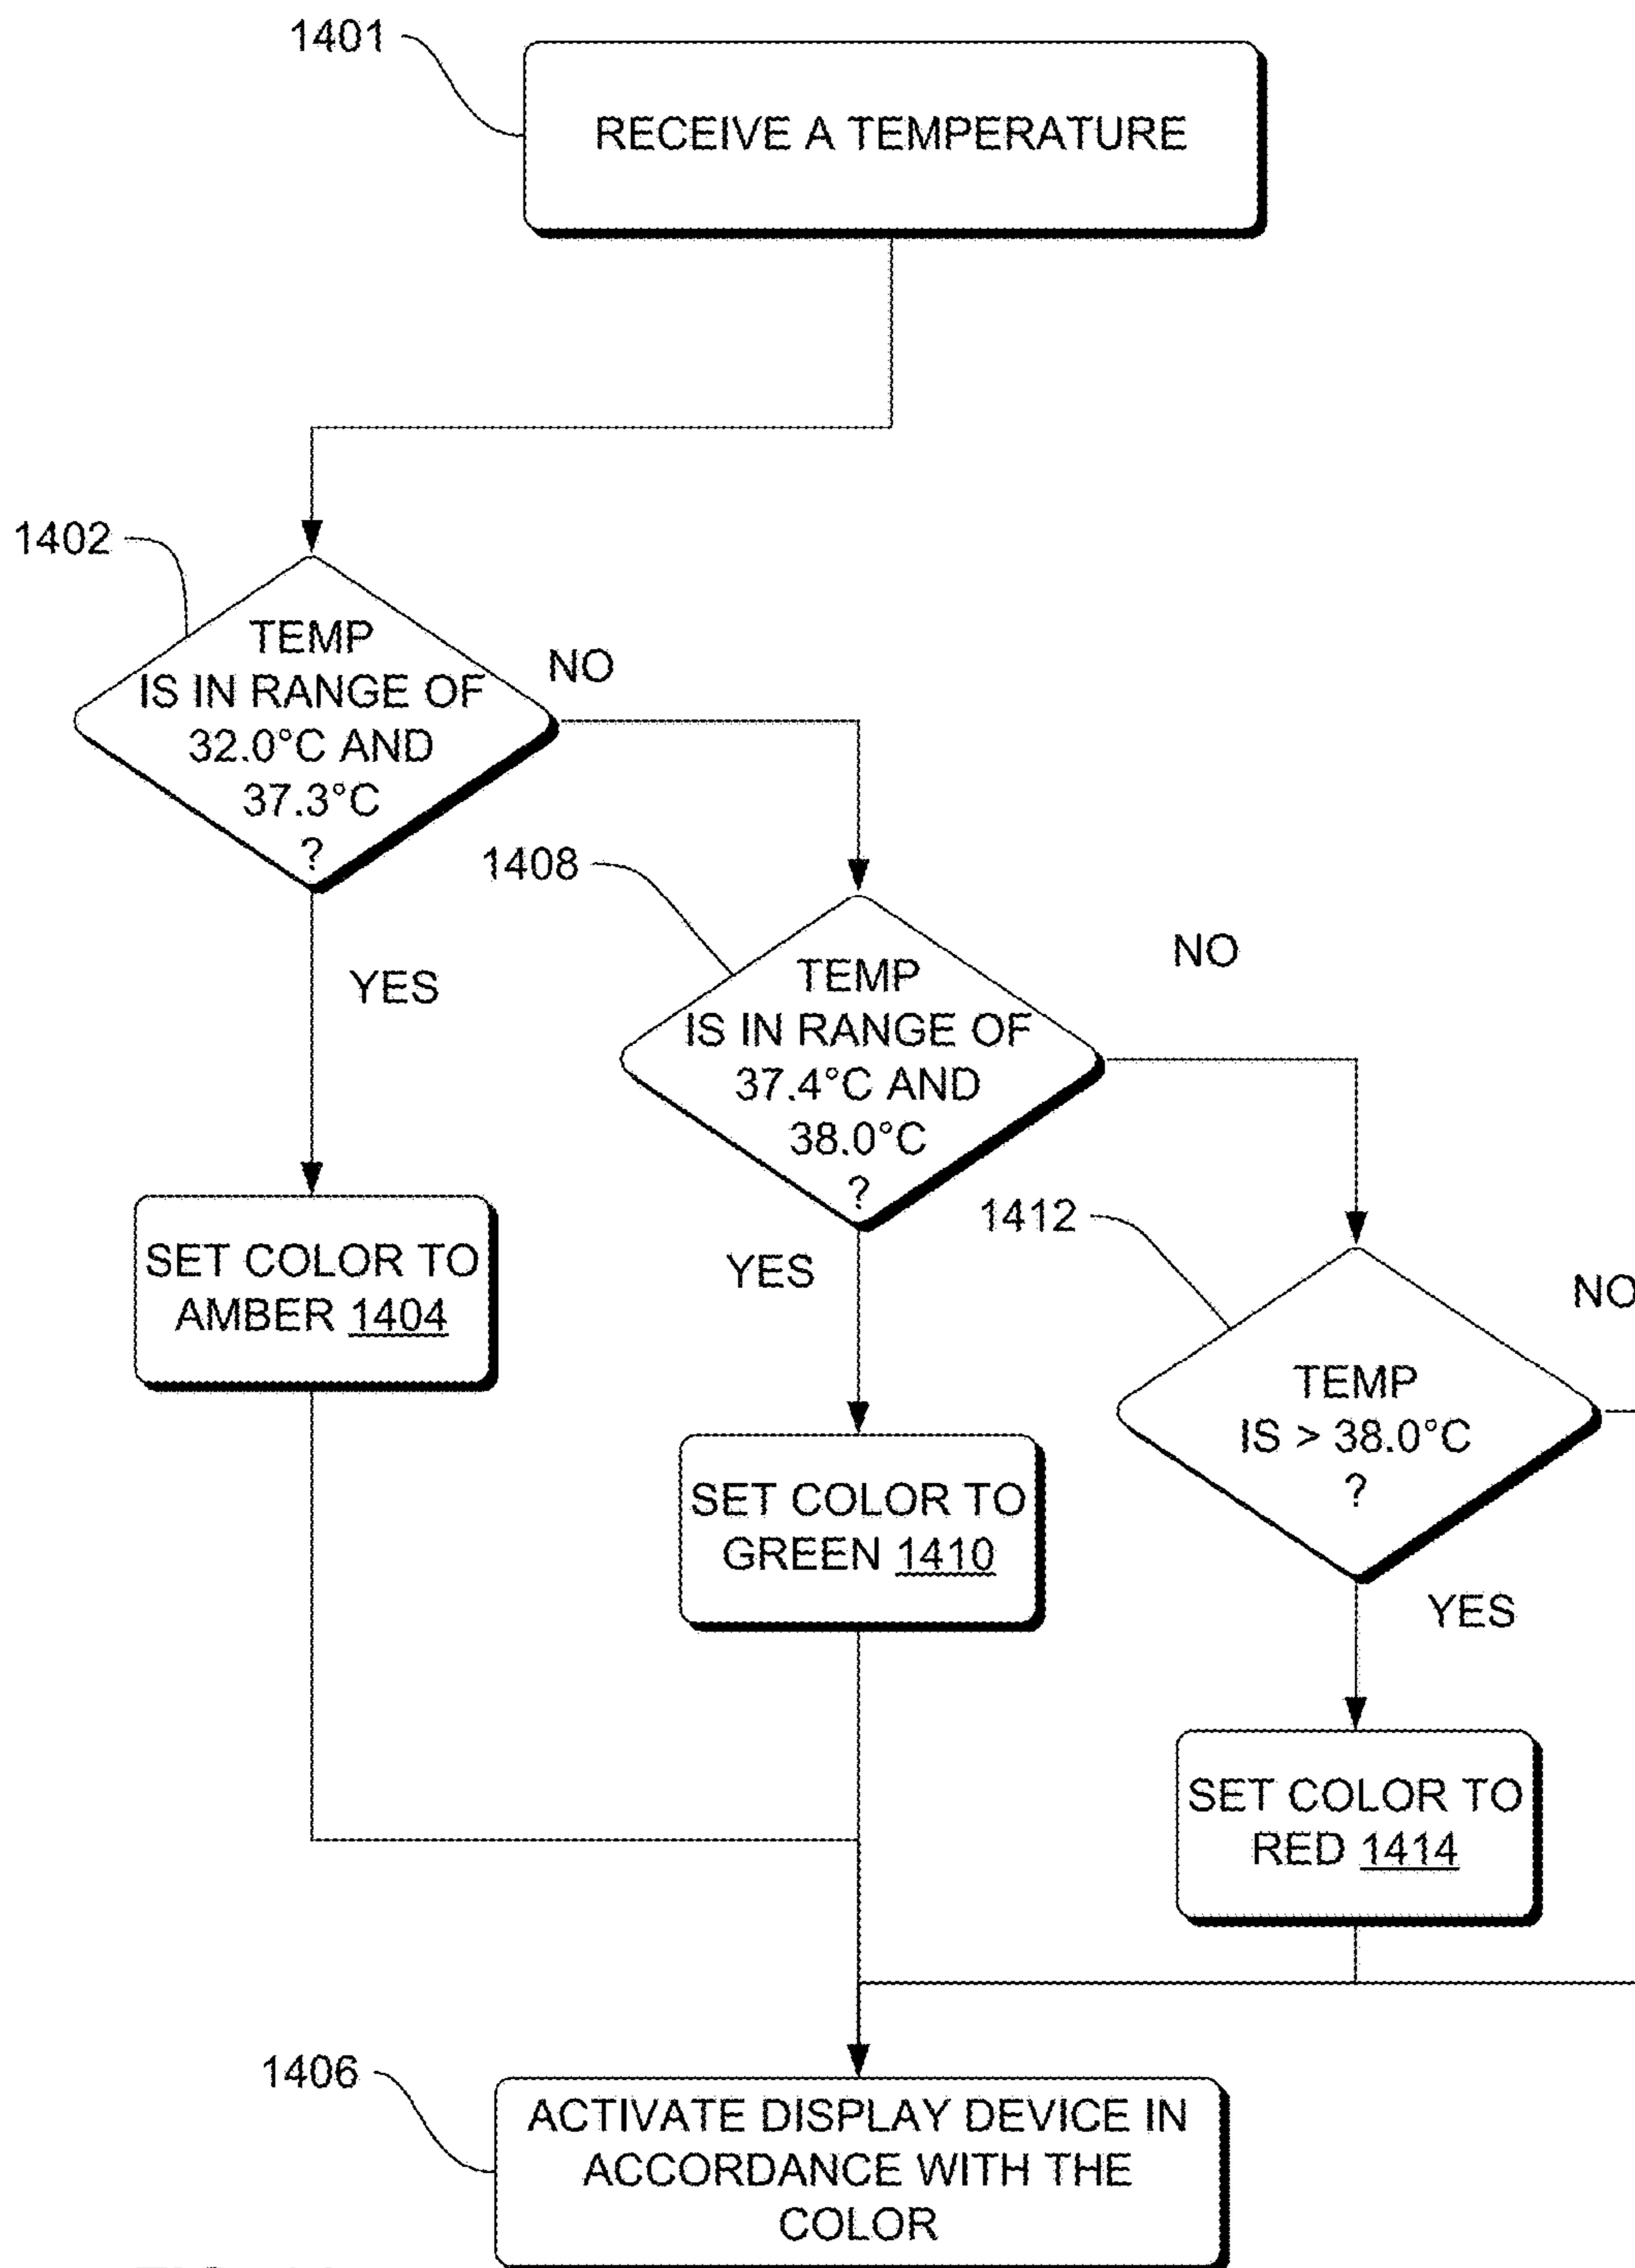 1401
RECEIVE A TEMPERATURE
1402
TEMP
IS IN RANGE OF
32.0°C AND
37.3°C
?
NO
YES
1408
TEMP
IS IN RANGE OF
37.4°C AND
38.0°C
?
NO
YES
1412
TEMP
IS > 38.0°C
?
NO
YES
SET COLOR TO
AMBER 1404
SET COLOR TO
GREEN 1410
SET COLOR TO
RED 1414
1406
ACTIVATE DISPLAY DEVICE IN
ACCORDANCE WITH THE
COLOR